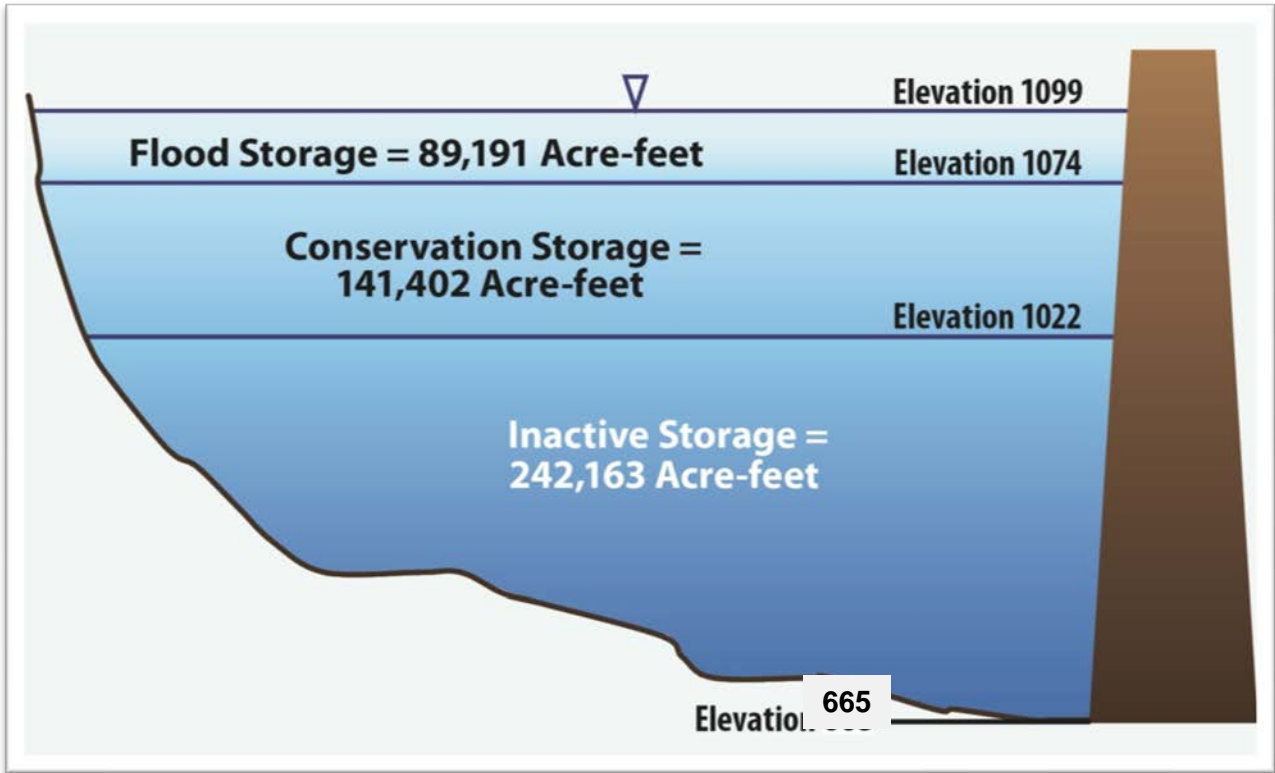 Elevation 1099
Flood Storage = 89,191 Acre-feet
Elevation 1074
Conservation Storage =
141,402 Acre-feet
Elevation 1022
Inactive Storage =
242,163 Acre-feet
665